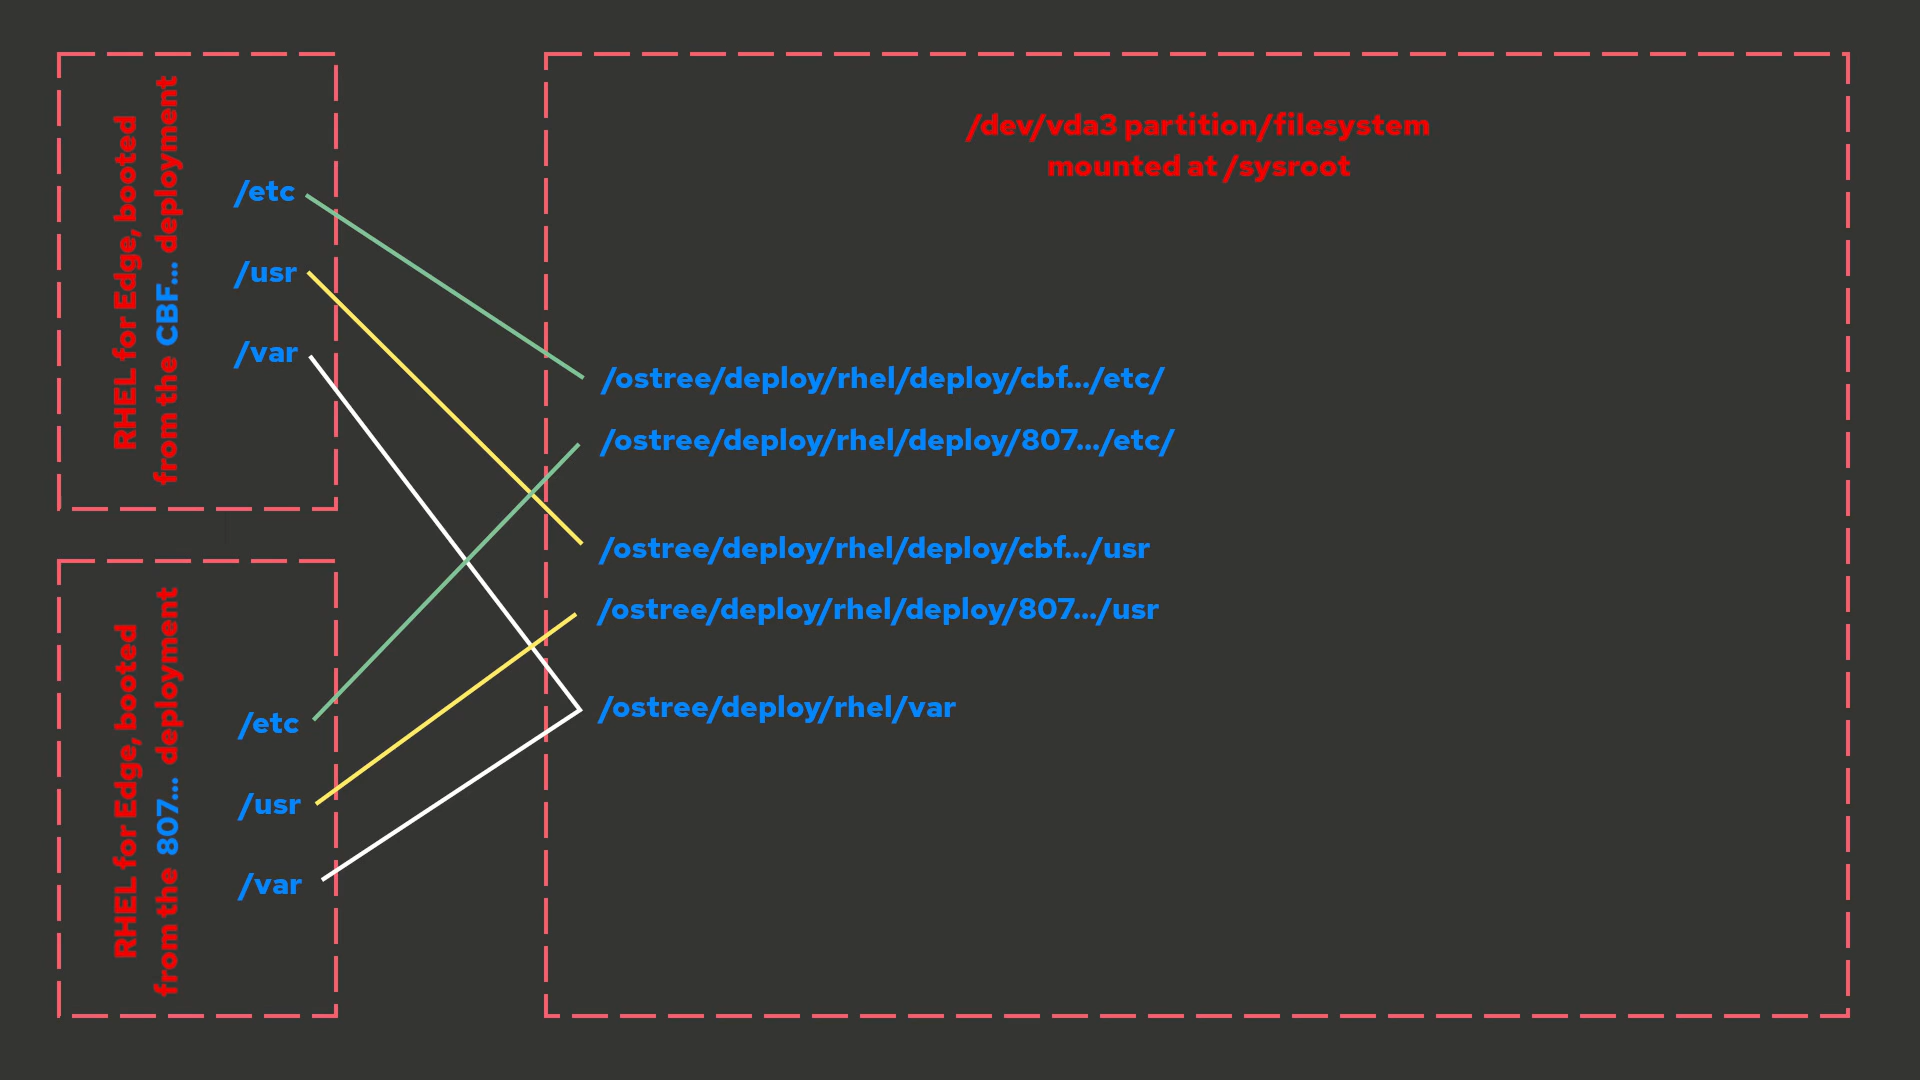 RHEL for Edge, booted
from the CBF... deployment
/etc
/usr
/var
RHEL for Edge, booted
from the 807... deployment
/etc
/usr
/var
/dev/vda3 partition/filesystem
mounted at /sysroot
/ostree/deploy/rhel/deploy/cbf.../etc/
/ostree/deploy/rhel/deploy/807.../etc/
/ostree/deploy/rhel/deploy/cbf.../usr
/ostree/deploy/rhel/deploy/807.../usr
/ostree/deploy/rhel/var